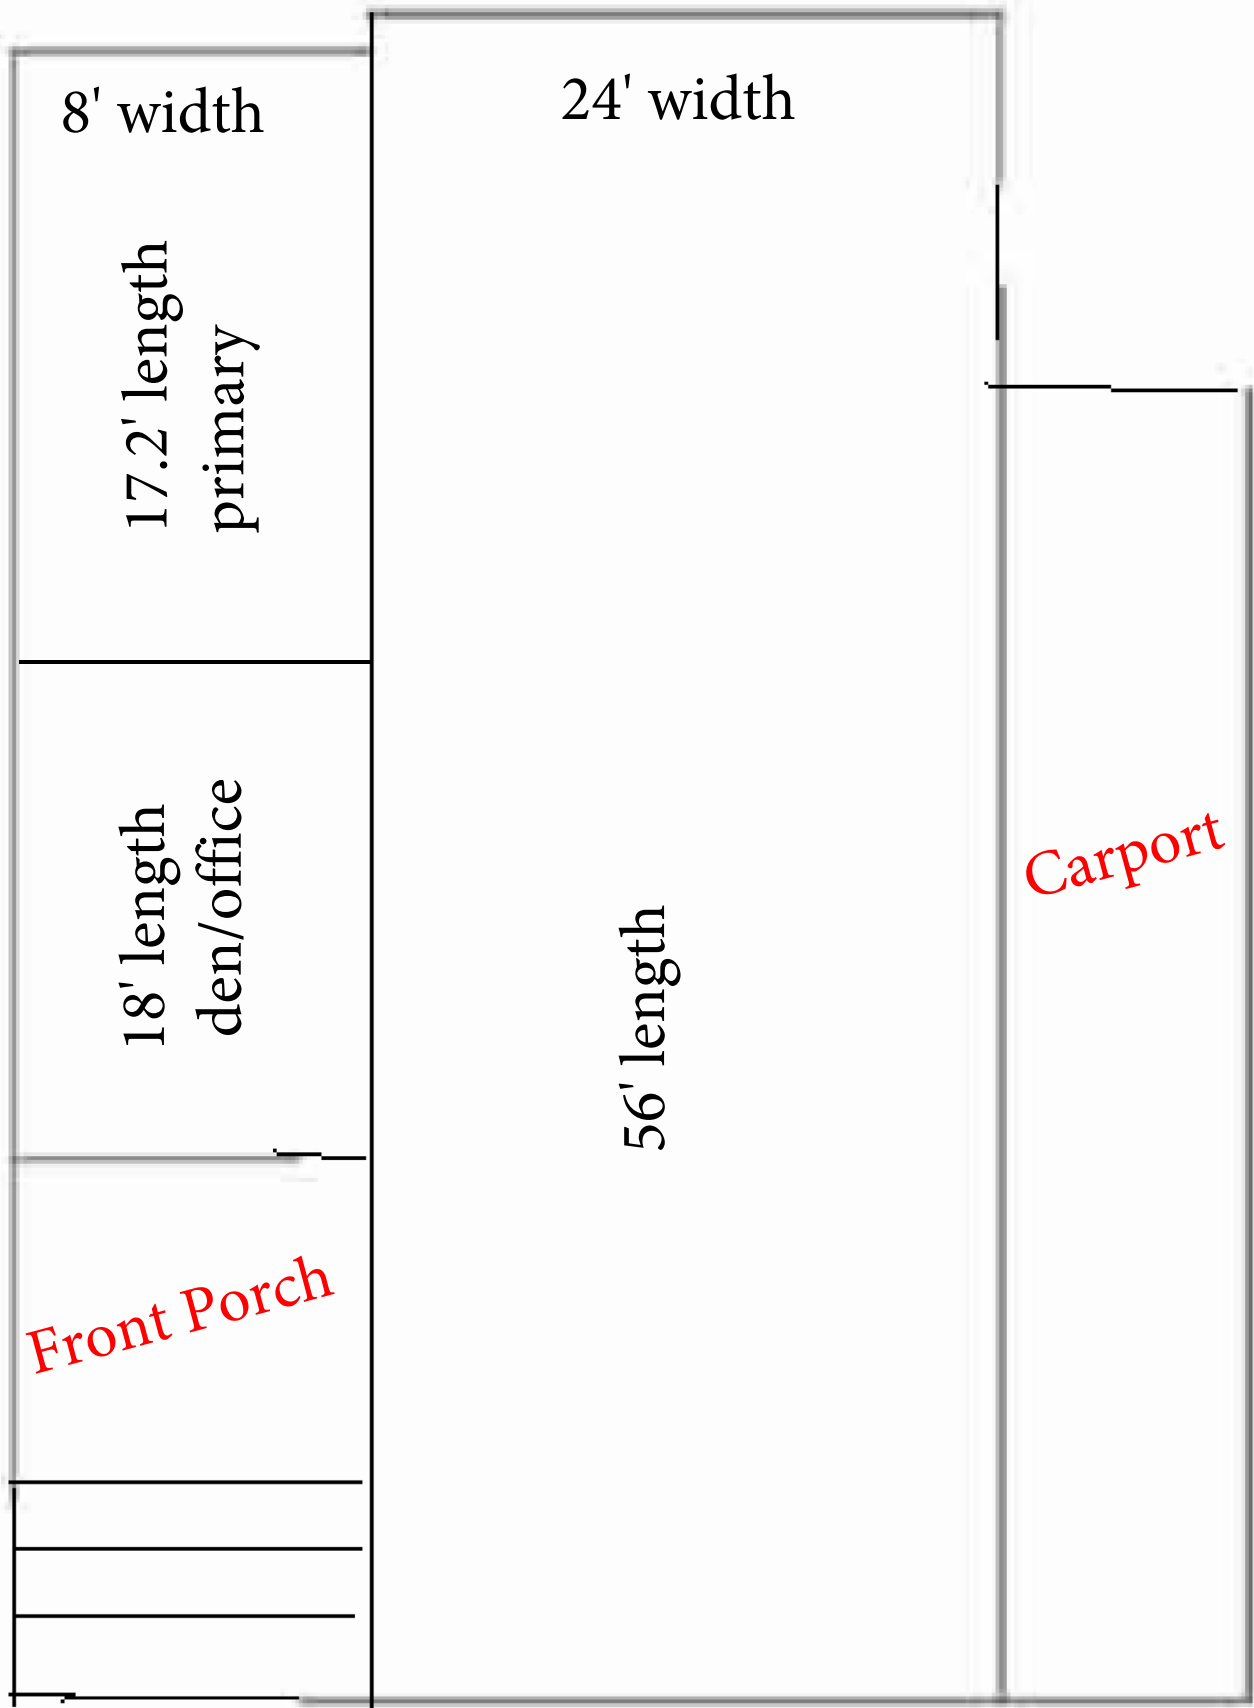 8' width
24' width
17.2' length
primary
18' length
den/office
56' length
Carport
Front Porch